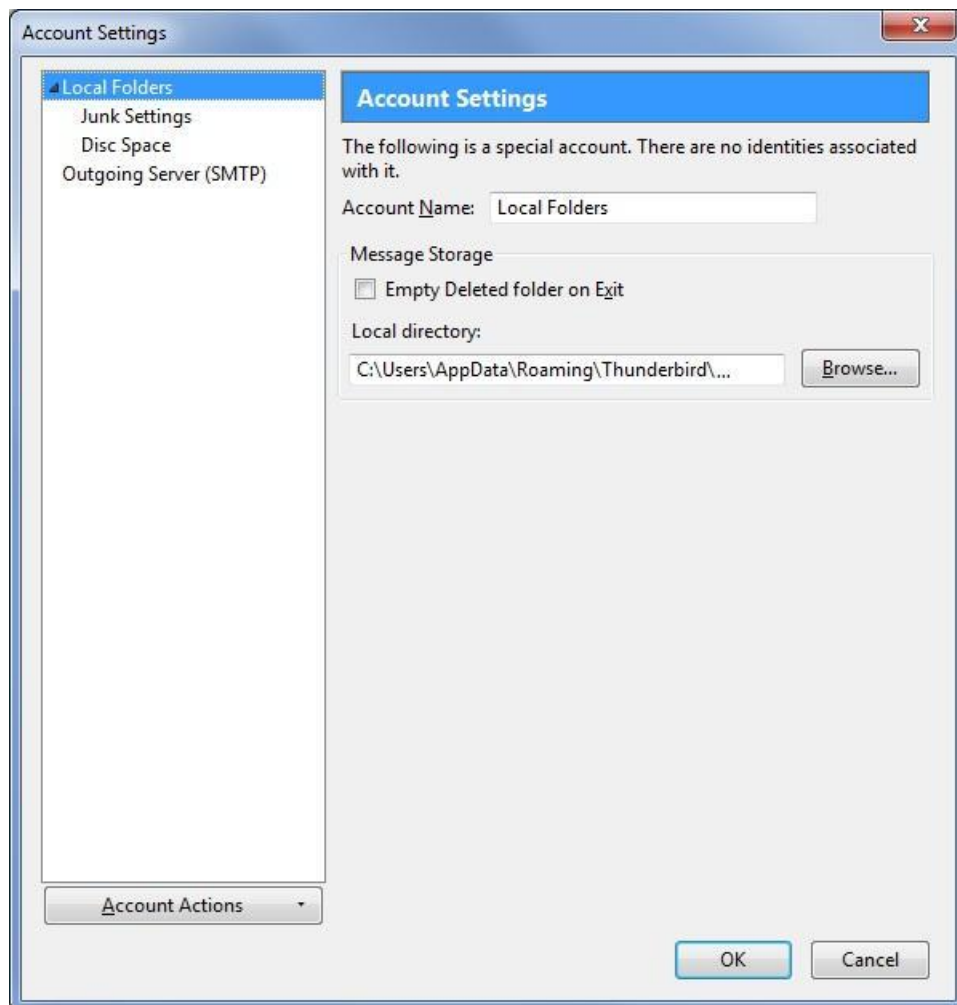 Account Settings
Local Folders
Junk Settings
Disc Space
Outgoing Server (SMTP)
Account Actions
Account Settings
The following is a special account. There are no identities associated
with it.
Account Name: Local Folders
Message Storage
Empty Deleted folder on Exit
Local directory:
C:\Users\AppData\Roaming\Thunderbird\...
Browse...
OK
Cancel